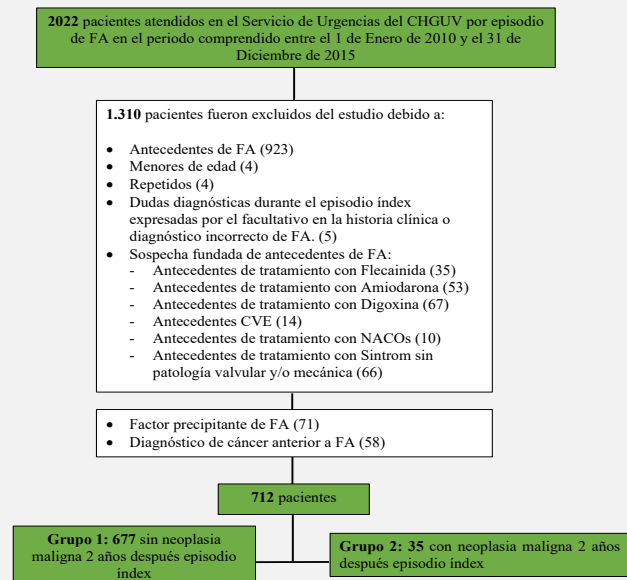 2022 pacientes atendidos en el Servicio de Urgencias del CHGUV por episodio
de FA en el periodo comprendido entre el 1 de Enero de 2010 y el 31 de
Diciembre de 2015
1.310 pacientes fueron excluidos del estudio debido a:
• Antecedentes de FA (923)
• Menores de edad (4)
• Repetidos (4)
• Dudas diagnósticas durante el episodio índex
expresadas por el facultativo en la historia clínica o
diagnóstico incorrecto de FA. (5)
• Sospecha fundada de antecedentes de FA:
- Antecedentes de tratamiento con Flecainida (35)
- Antecedentes de tratamiento con Amiodarona (53)
- Antecedentes de tratamiento con Digoxina (67)
- Antecedentes CVE (14)
- Antecedentes de tratamiento con NACOs (10)
- Antecedentes de tratamiento con Sintrom sin
patología valvular y/o mecánica (66)
• Factor precipitante de FA (71)
• Diagnóstico de cáncer anterior a FA (58)
712 pacientes
Grupo 1: 677 sin neoplasia
maligna 2 años después episodio
índex
Grupo 2: 35 con neoplasia maligna 2 años
después episodio índex